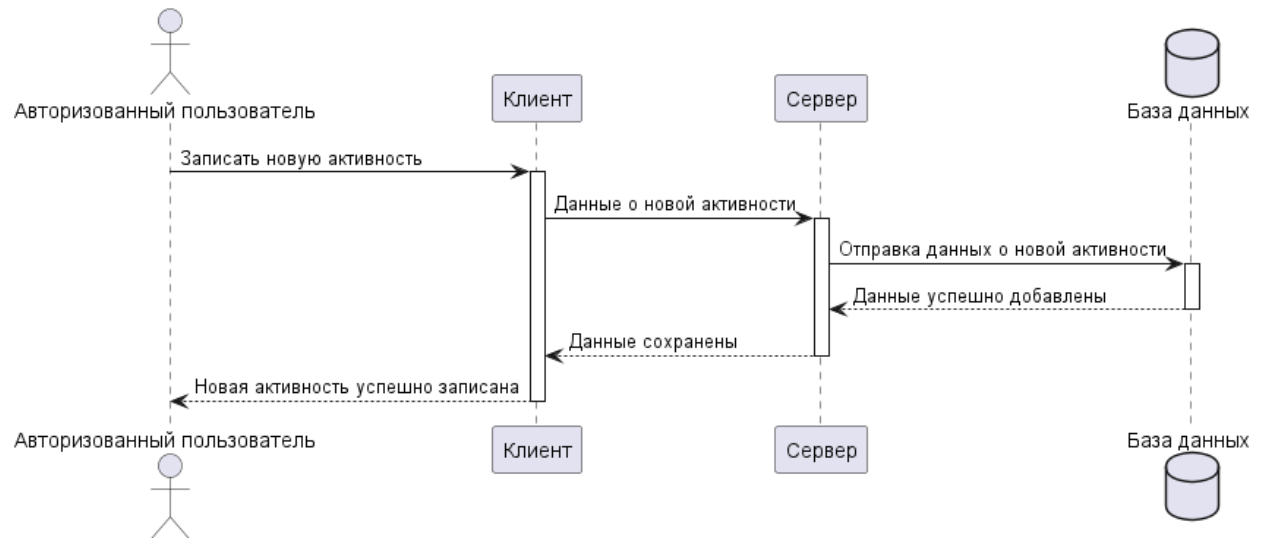 Авторизованный пользователь
Клиент
Сервер
База данных
Записать новую активность
Данные о новой активности
Отправка данных о новой активности
Данные успешно добавлены
Данные сохранены
Новая активность успешно записана
Авторизованный пользователь
Клиент
Сервер
База данных